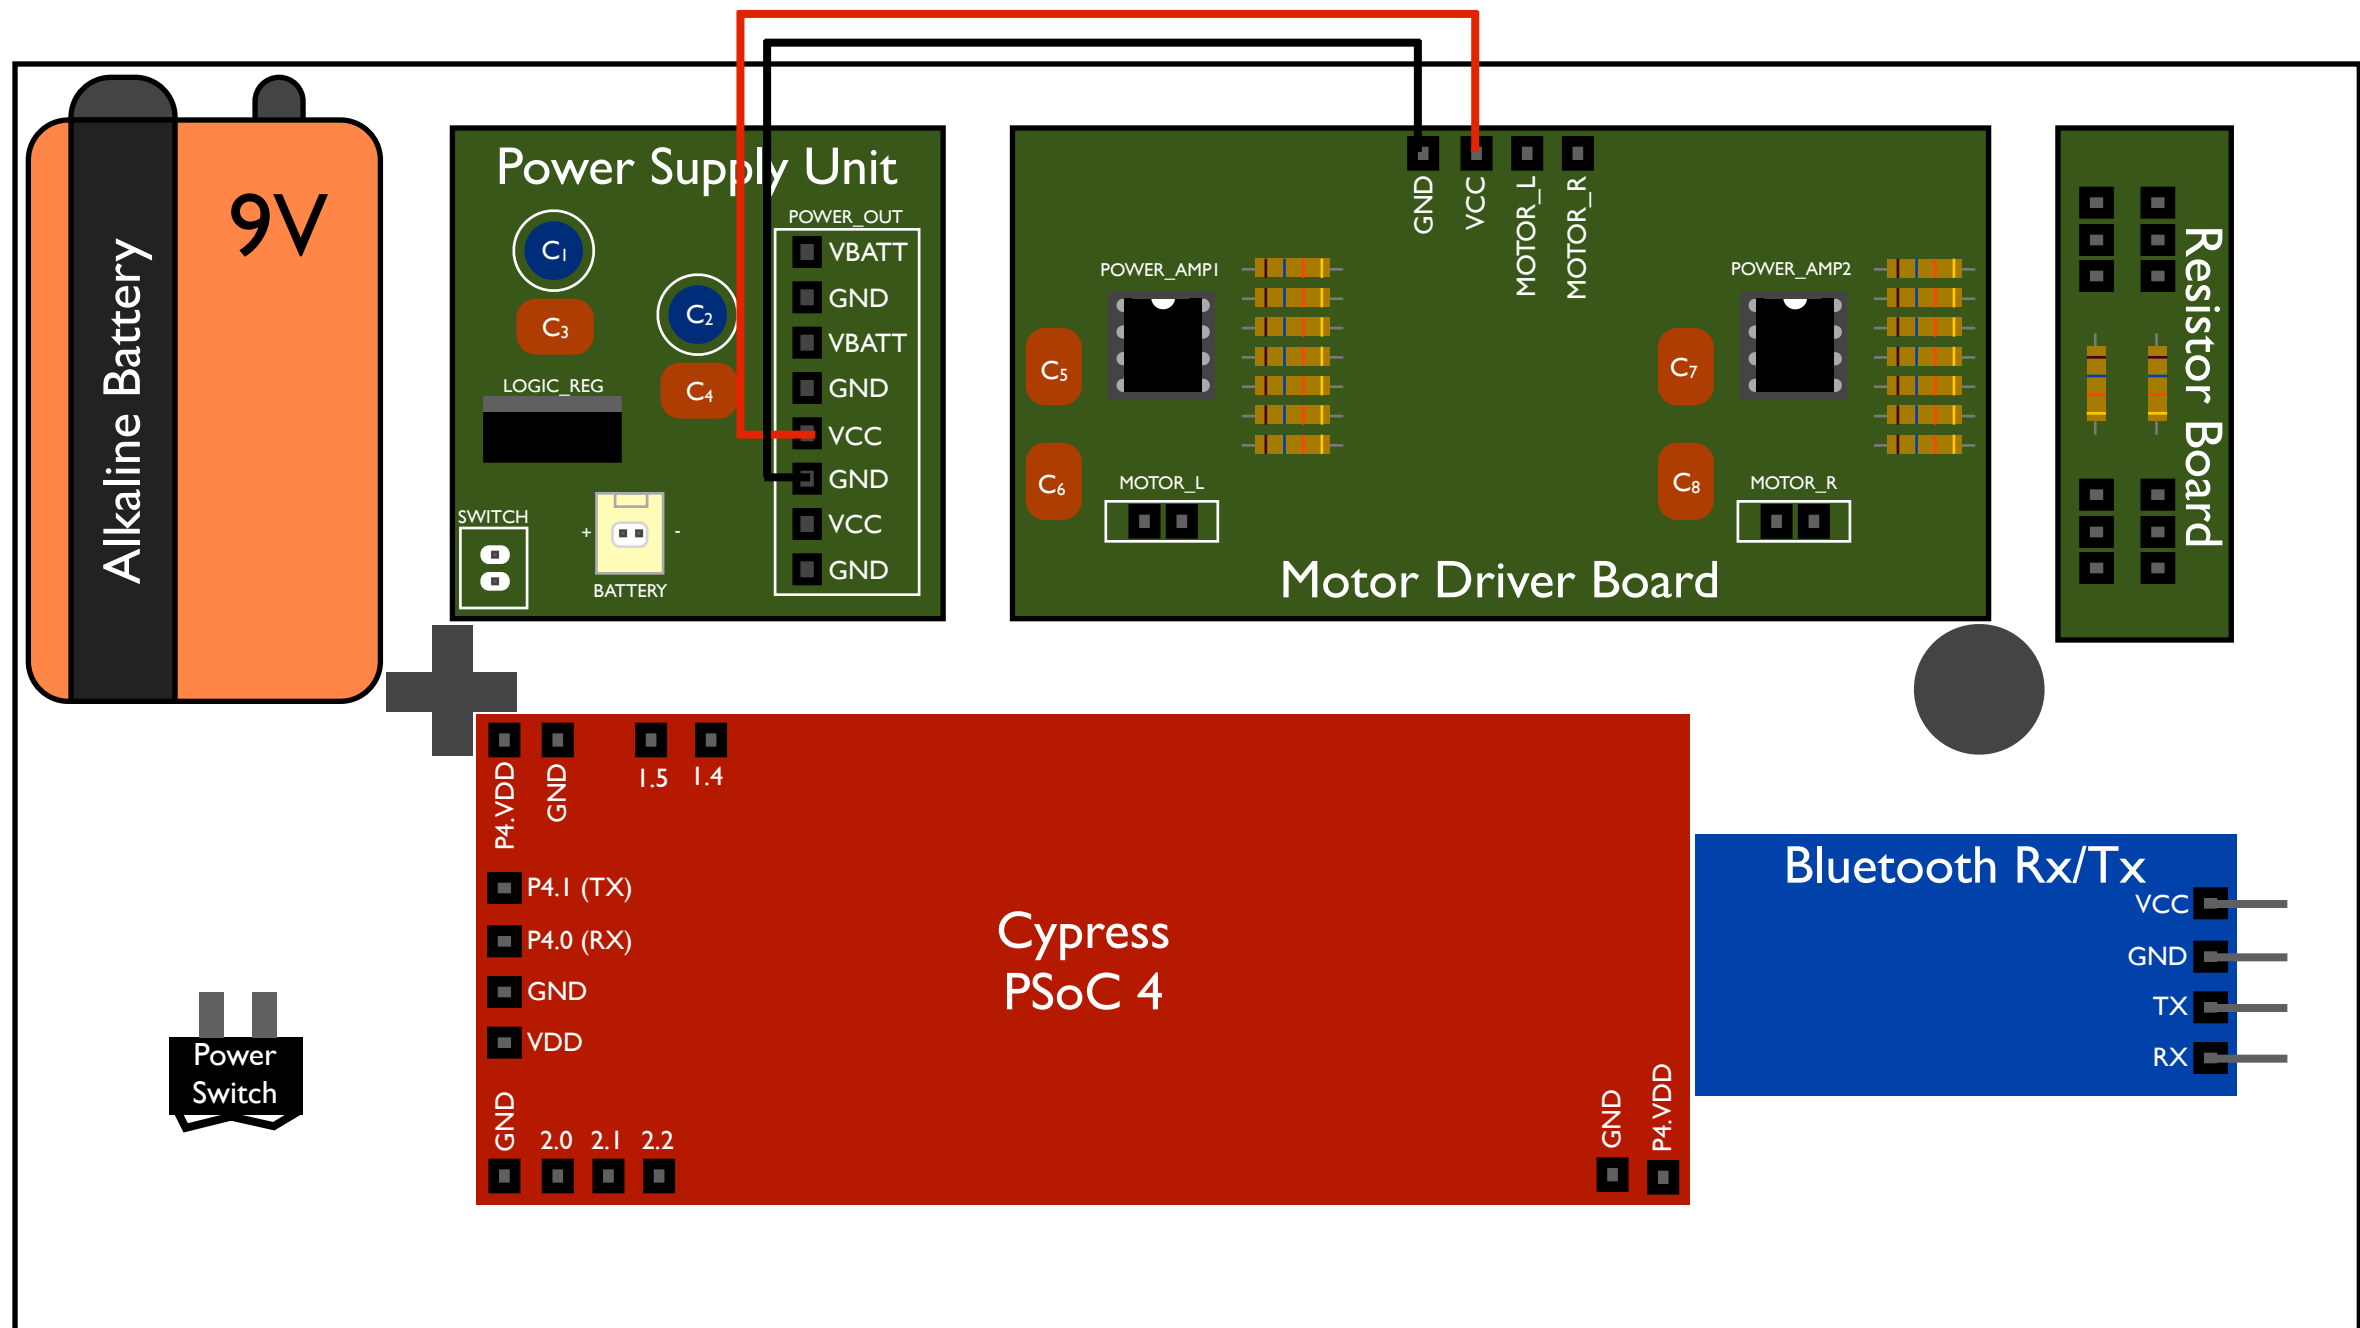 9V
Alkaline Battery
Power Supply Unit
C1
C3
C2
C4
LOGIC_REG
SWITCH
+
-
BATTERY
POWER_OUT
VBATT
GND
VBATT
GND
VCC
GND
VCC
GND
GND
VCC
MOTOR_L
MOTOR_R
POWER_AMP1
POWER_AMP2
C5
C6
C7
C8
MOTOR_L
MOTOR_R
Motor Driver Board
Resistor Board
P4.VDD
GND
1.5
1.4
P4.1 (TX)
P4.0 (RX)
GND
VDD
GND
2.0
2.1
2.2
Cypress
PSoC 4
GND
P4.VDD
Bluetooth Rx/Tx
VCC
GND
TX
RX
Power
Switch